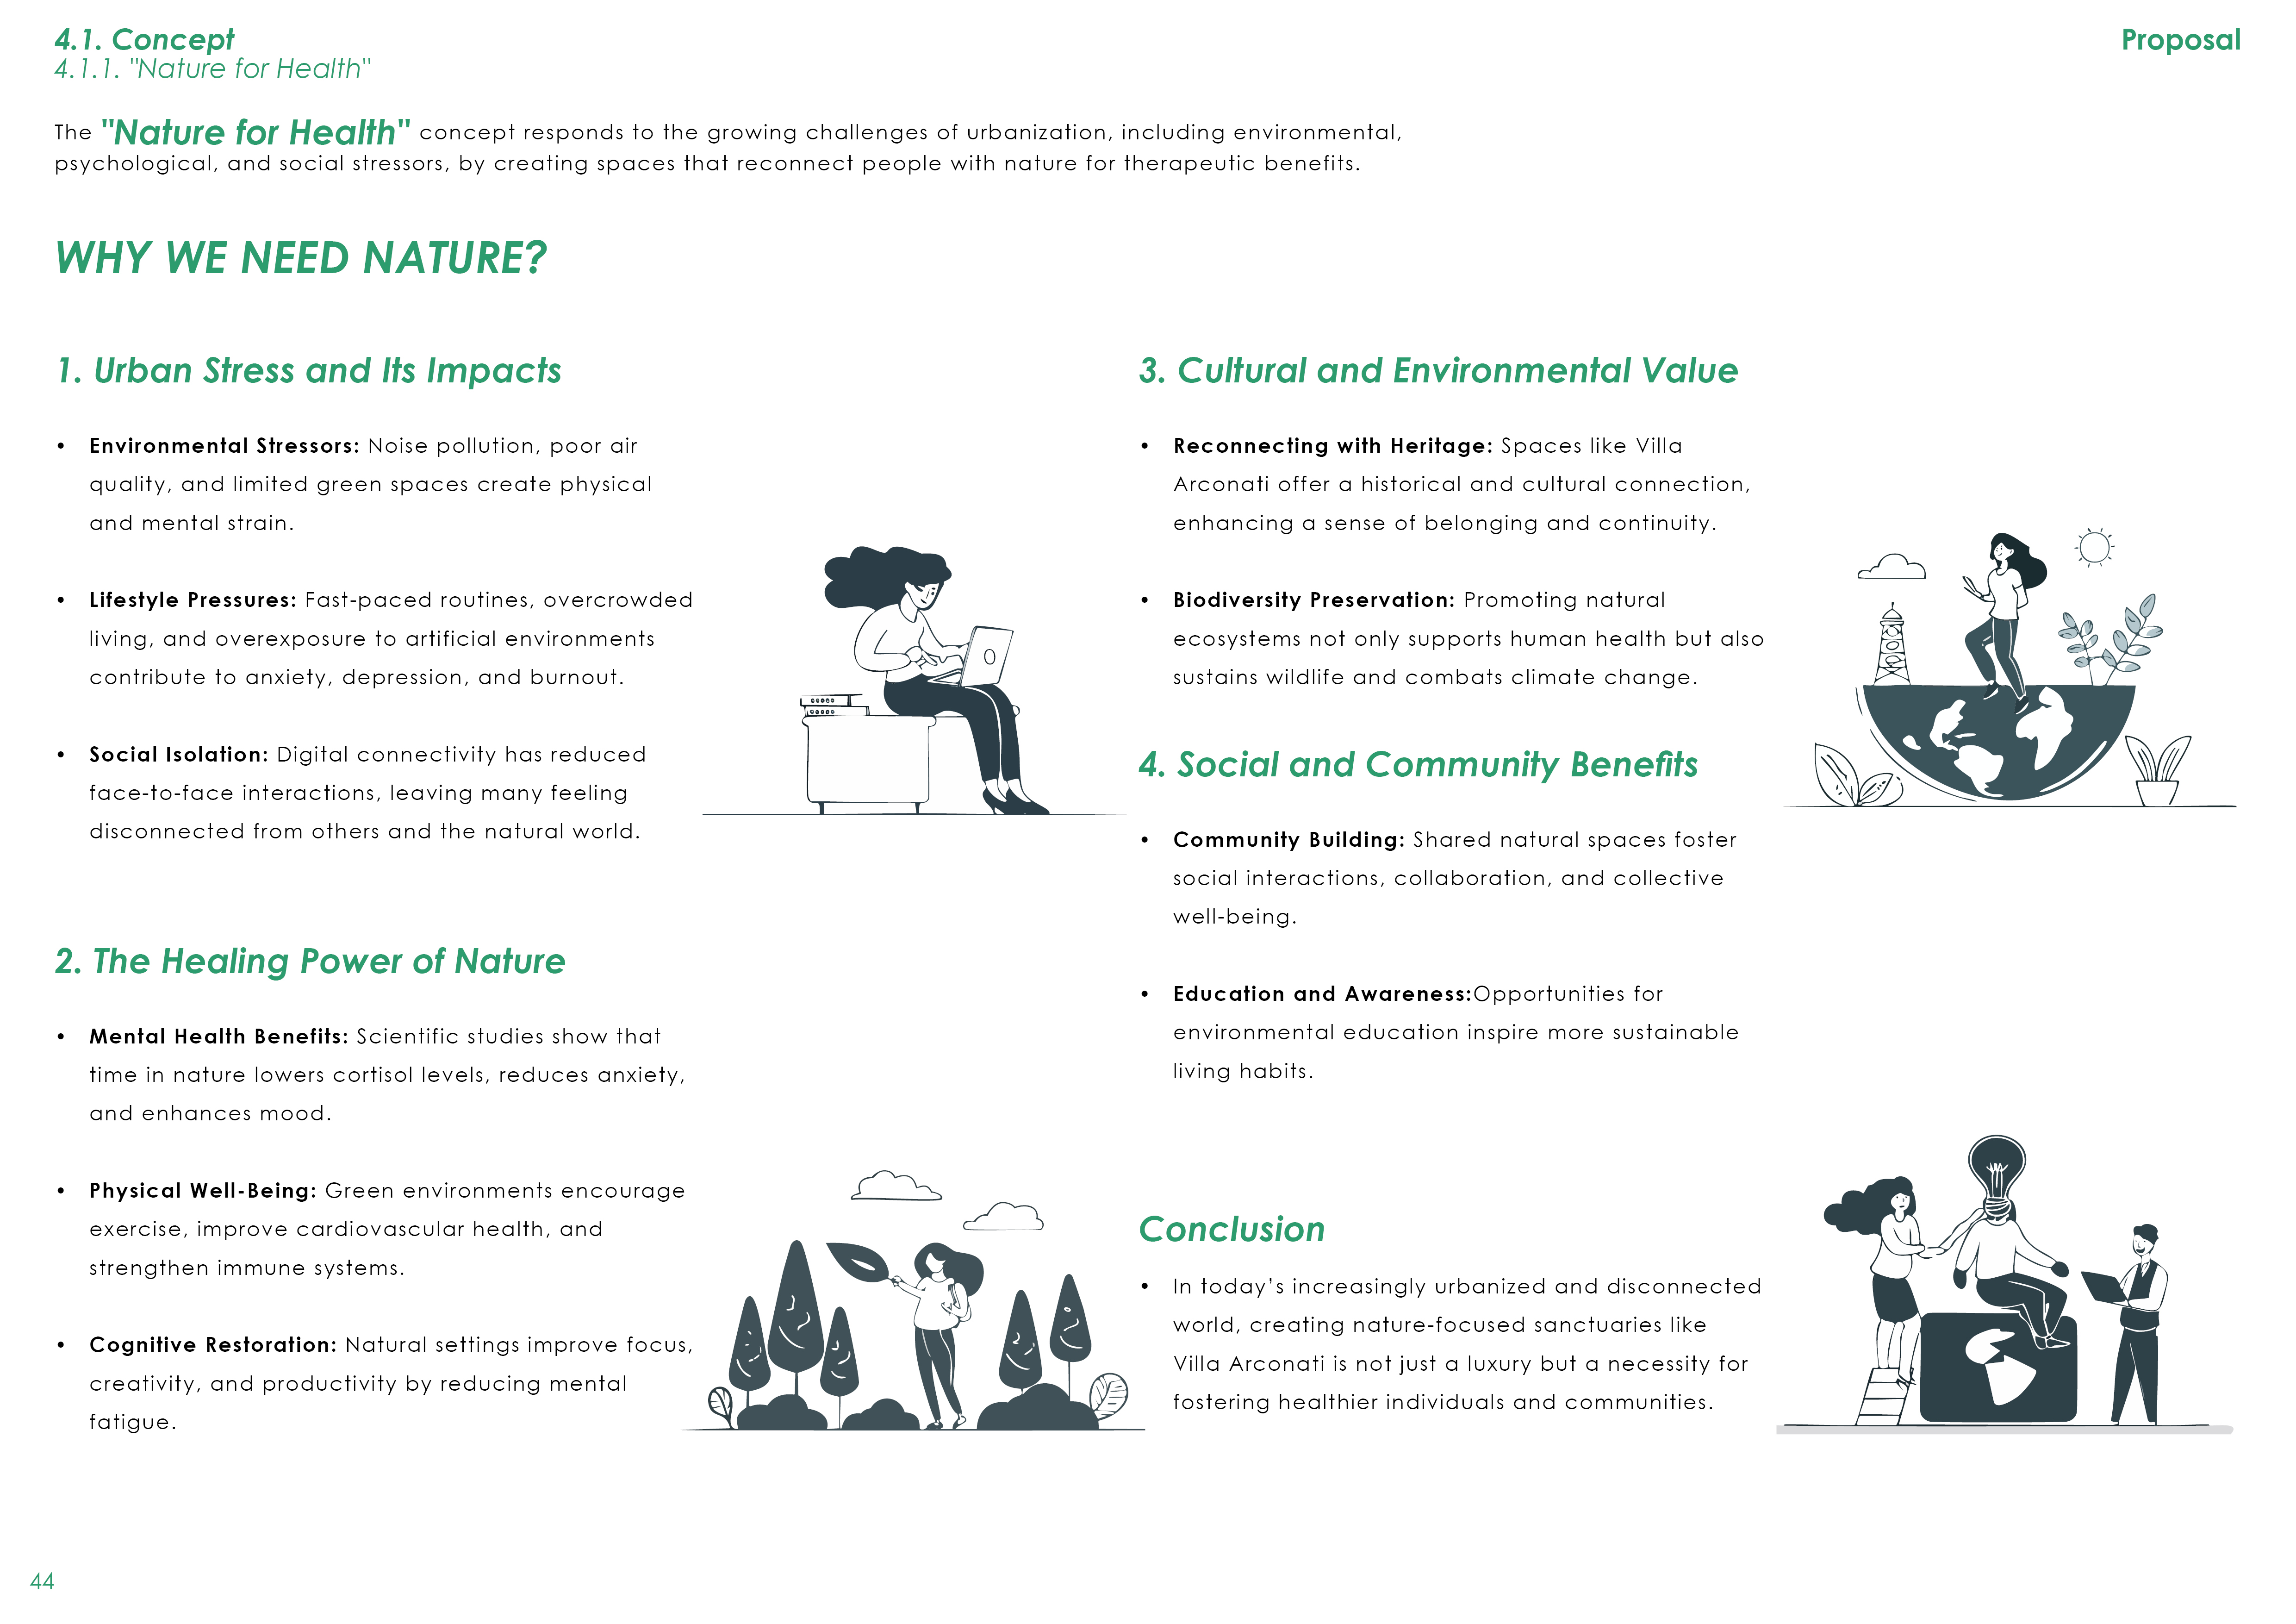 4.1. Concept
4.1.1. "Nature for Health"
Proposal
The "Nature for Health" concept responds to the growing challenges of urbanization, including environmental,
psychological, and social stressors, by creating spaces that reconnect people with nature for therapeutic benefits.
WHY WE NEED NATURE?
1. Urban Stress and Its Impacts
• Environmental Stressors: Noise pollution, poor air
quality, and limited green spaces create physical
and mental strain.
• Lifestyle Pressures: Fast-paced routines, overcrowded
living, and overexposure to artificial environments
contribute to anxiety, depression, and burnout.
• Social Isolation: Digital connectivity has reduced
face-to-face interactions, leaving many feeling
disconnected from others and the natural world.
2. The Healing Power of Nature
• Mental Health Benefits: Scientific studies show that
time in nature lowers cortisol levels, reduces anxiety,
and enhances mood.
• Physical Well-Being: Green environments encourage
exercise, improve cardiovascular health, and
strengthen immune systems.
• Cognitive Restoration: Natural settings improve focus,
creativity, and productivity by reducing mental
fatigue.
3. Cultural and Environmental Value
• Reconnecting with Heritage: Spaces like Villa
Arconati offer a historical and cultural connection,
enhancing a sense of belonging and continuity.
• Biodiversity Preservation: Promoting natural
ecosystems not only supports human health but also
sustains wildlife and combats climate change.
4. Social and Community Benefits
• Community Building: Shared natural spaces foster
social interactions, collaboration, and collective
well-being.
• Education and Awareness:Opportunities for
environmental education inspire more sustainable
living habits.
Conclusion
• In today’s increasingly urbanized and disconnected
world, creating nature-focused sanctuaries like
Villa Arconati is not just a luxury but a necessity for
fostering healthier individuals and communities.
44